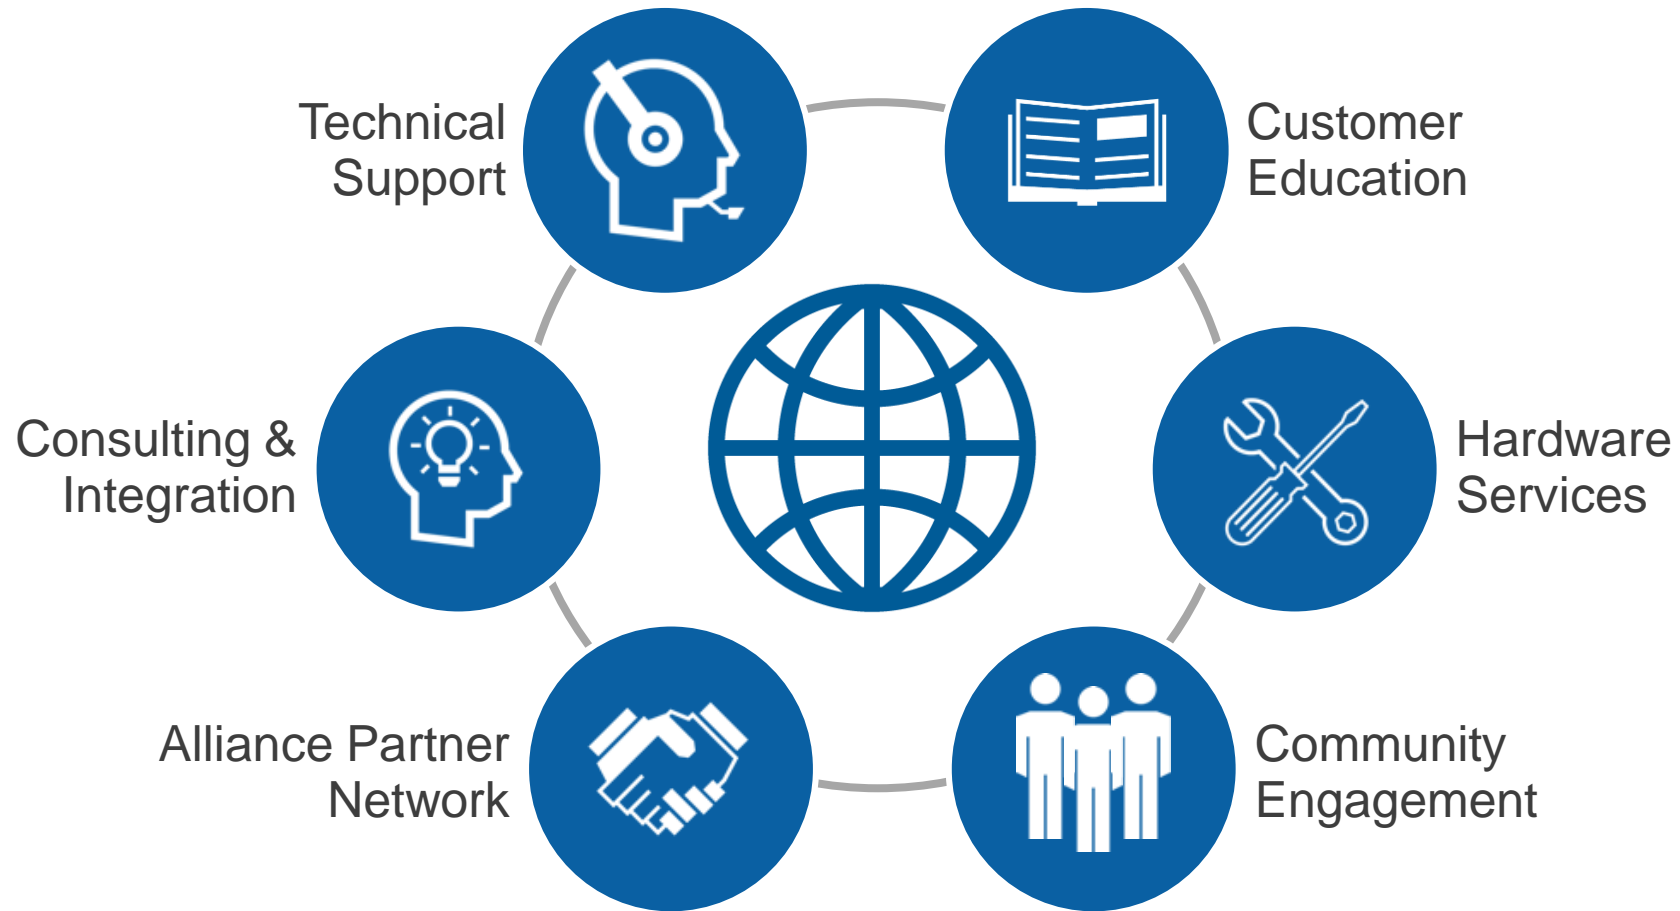 Technical
Support
Customer
Education
Consulting &
Integration
Hardware
Services
Alliance Partner
Network
Community
Engagement